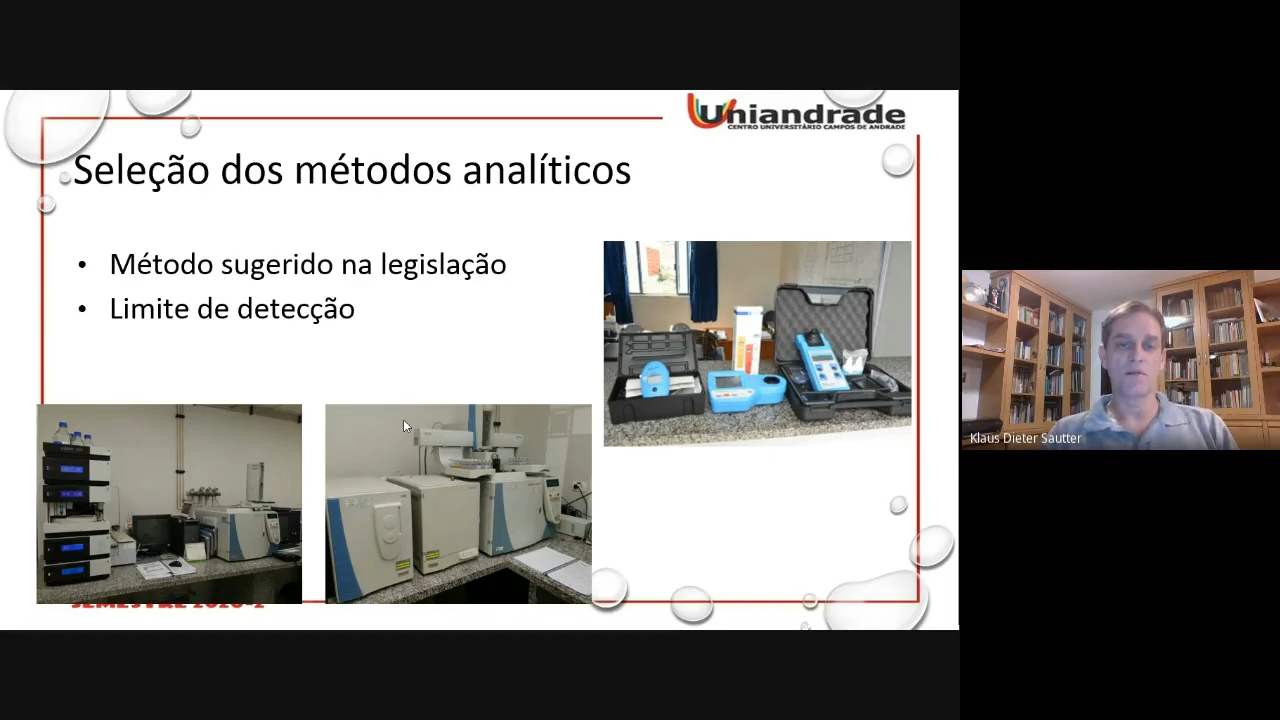 Uniandrade
CENTRO UNIVERSITÁRIO CAMPOS DE ANDRADE
Seleção dos métodos analíticos
• Método sugerido na legislação
• Limite de detecção
Klaus Dieter Sautter